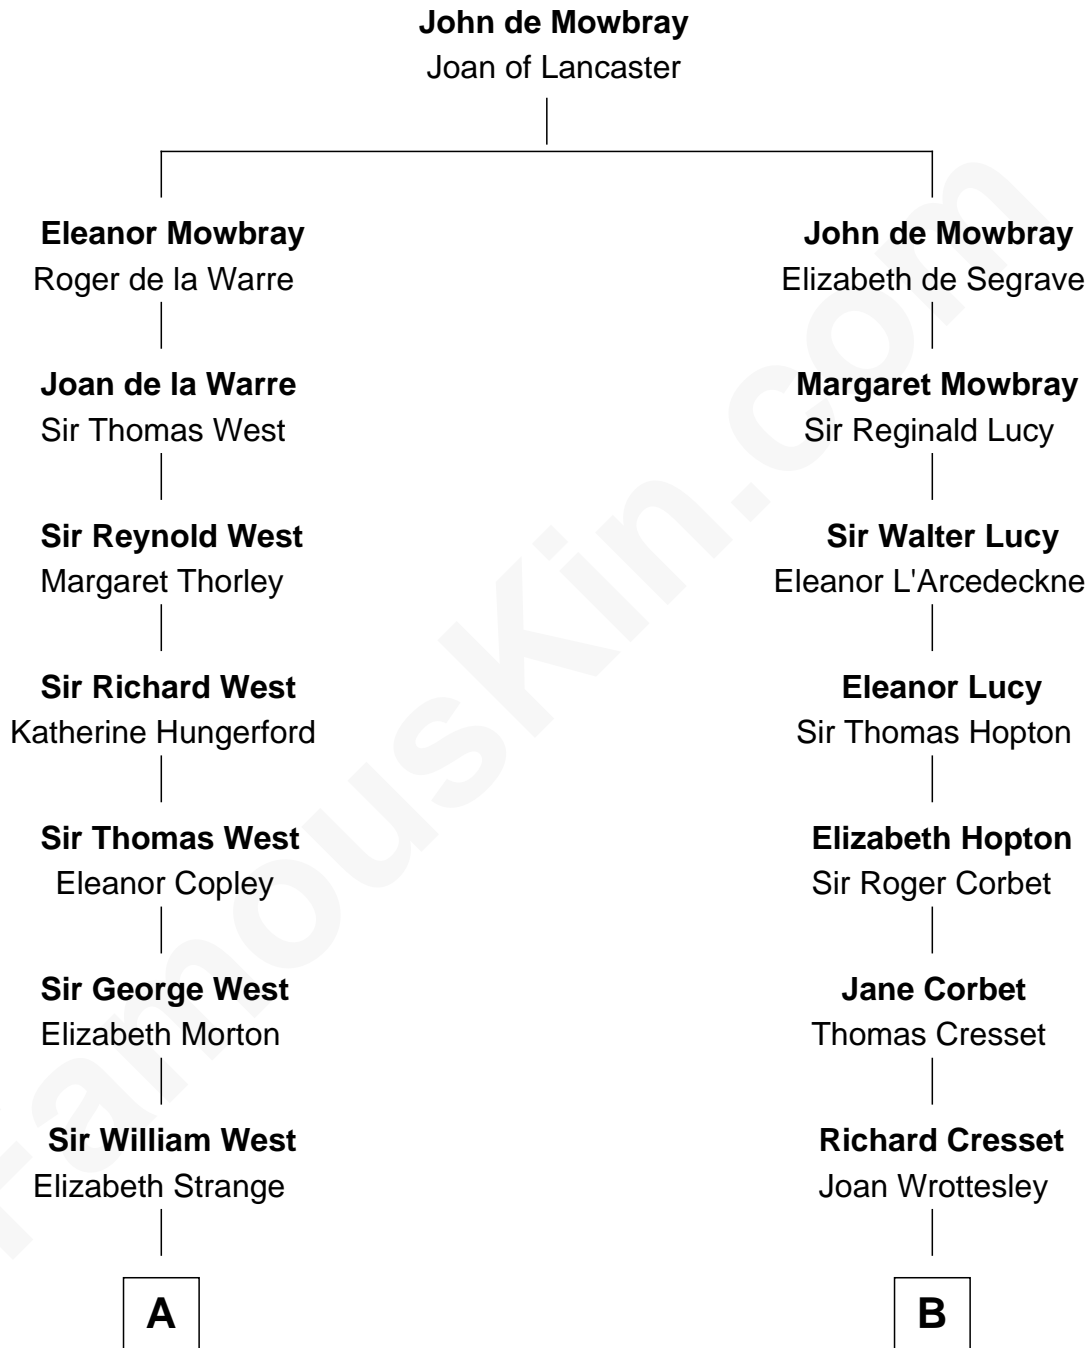 John de Mowbray
Joan of Lancaster
Eleanor Mowbray
Roger de la Warre
John de Mowbray
Elizabeth de Segrave
Joan de la Warre
Sir Thomas West
Margaret Mowbray
Sir Reginald Lucy
Sir Reynold West
Margaret Thorley
Sir Walter Lucy
Eleanor L'Arcedeckne
Sir Richard West
Katherine Hungerford
Eleanor Lucy
Sir Thomas Hopton
Sir Thomas West
Eleanor Copley
Elizabeth Hopton
Sir Roger Corbet
Sir George West
Elizabeth Morton
Jane Corbet
Thomas Cresset
Sir William West
Elizabeth Strange
Richard Cresset
Joan Wrottesley
A
B
FamousKin.com